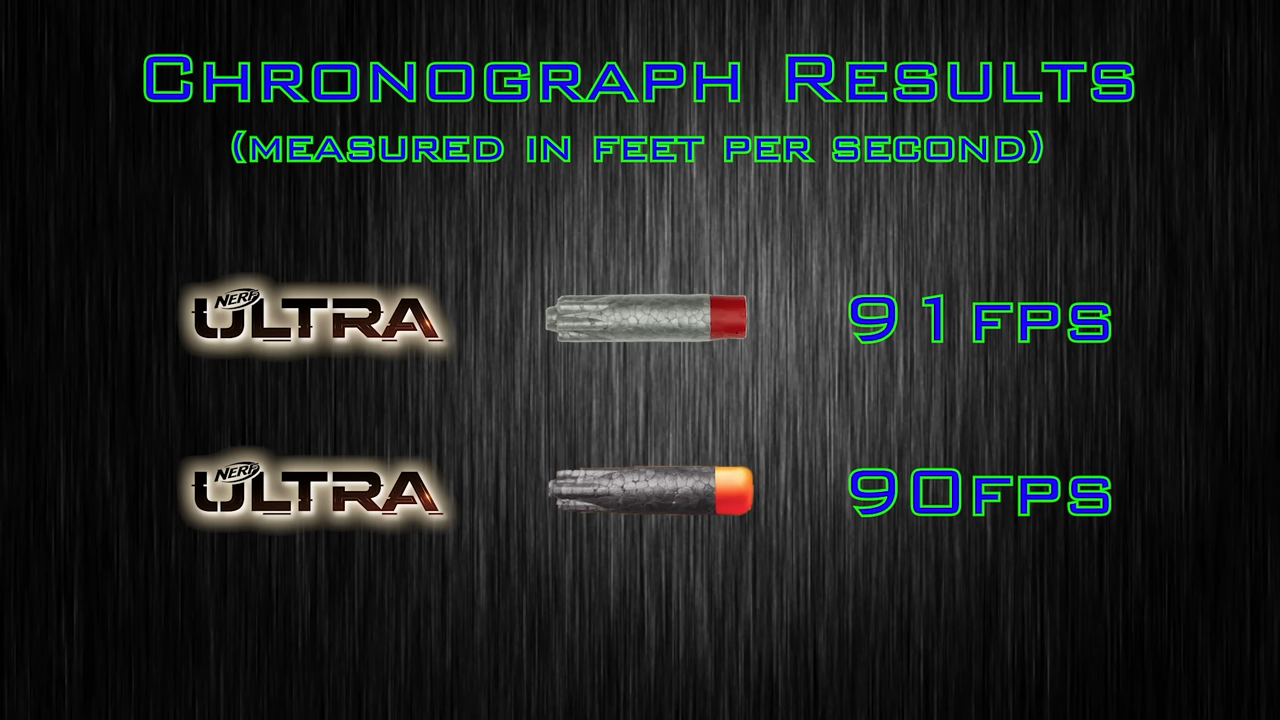 Chronograph Results
(measured in feet per second)
NERF
ULTRA
91fps
NERF
ULTRA
90fps